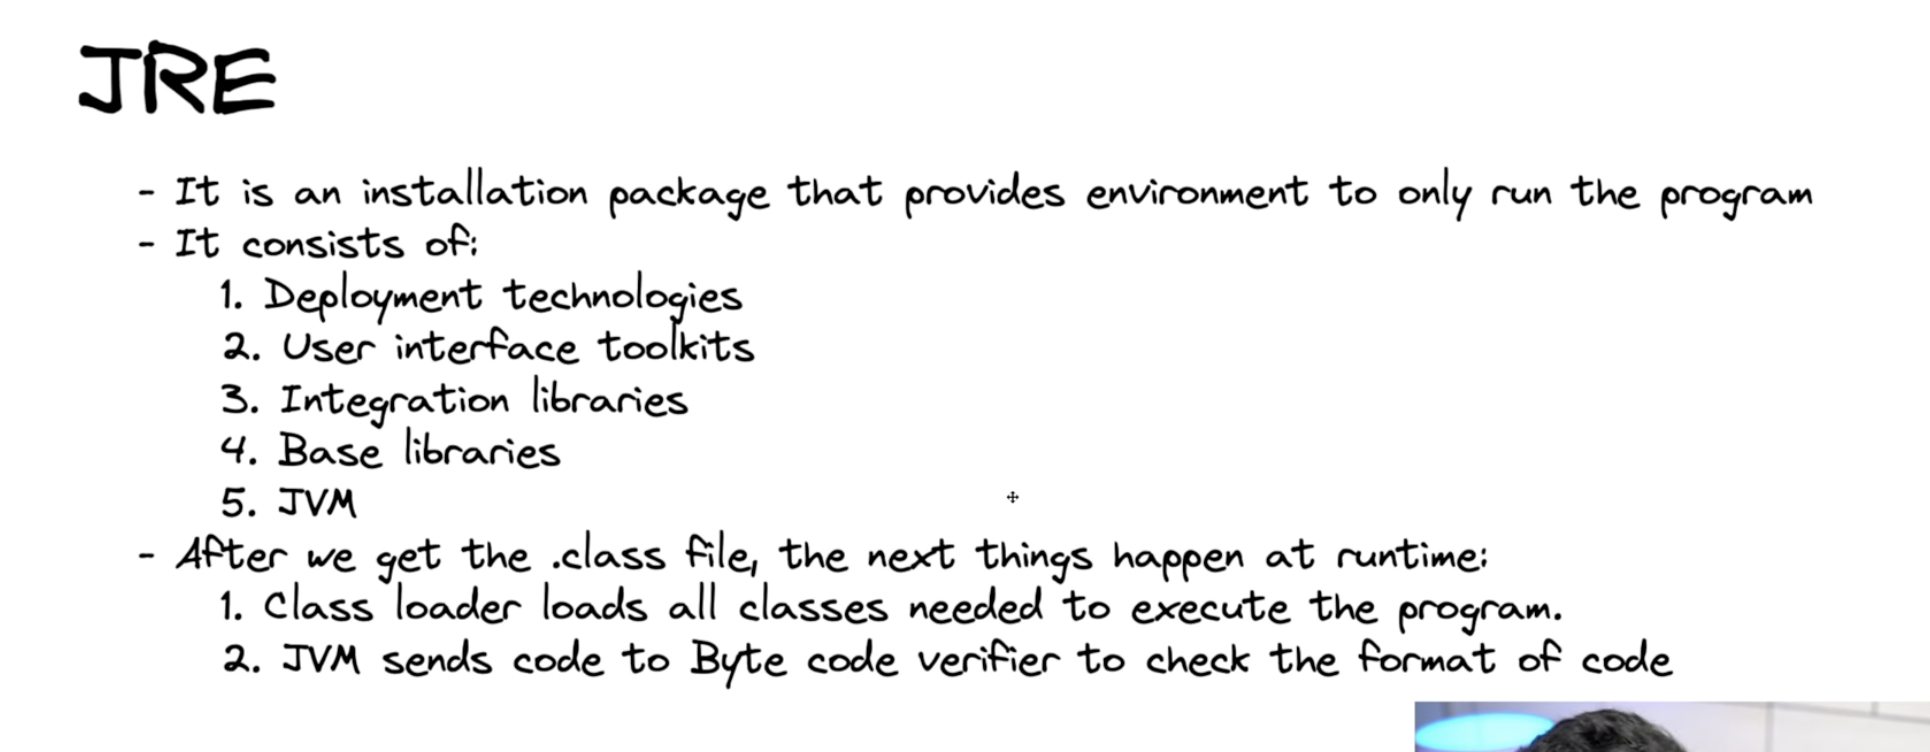 JRE
- It is an installation package that provides environment to only run the program
- It consists of:
1. Deployment technologies
2. User interface toolkits
3. Integration libraries
4. Base libraries
5. JVM
- After we get the .class file, the next things happen at runtime:
1. Class loader loads all classes needed to execute the program.
2. JVM sends code to Byte code verifier to check the format of code